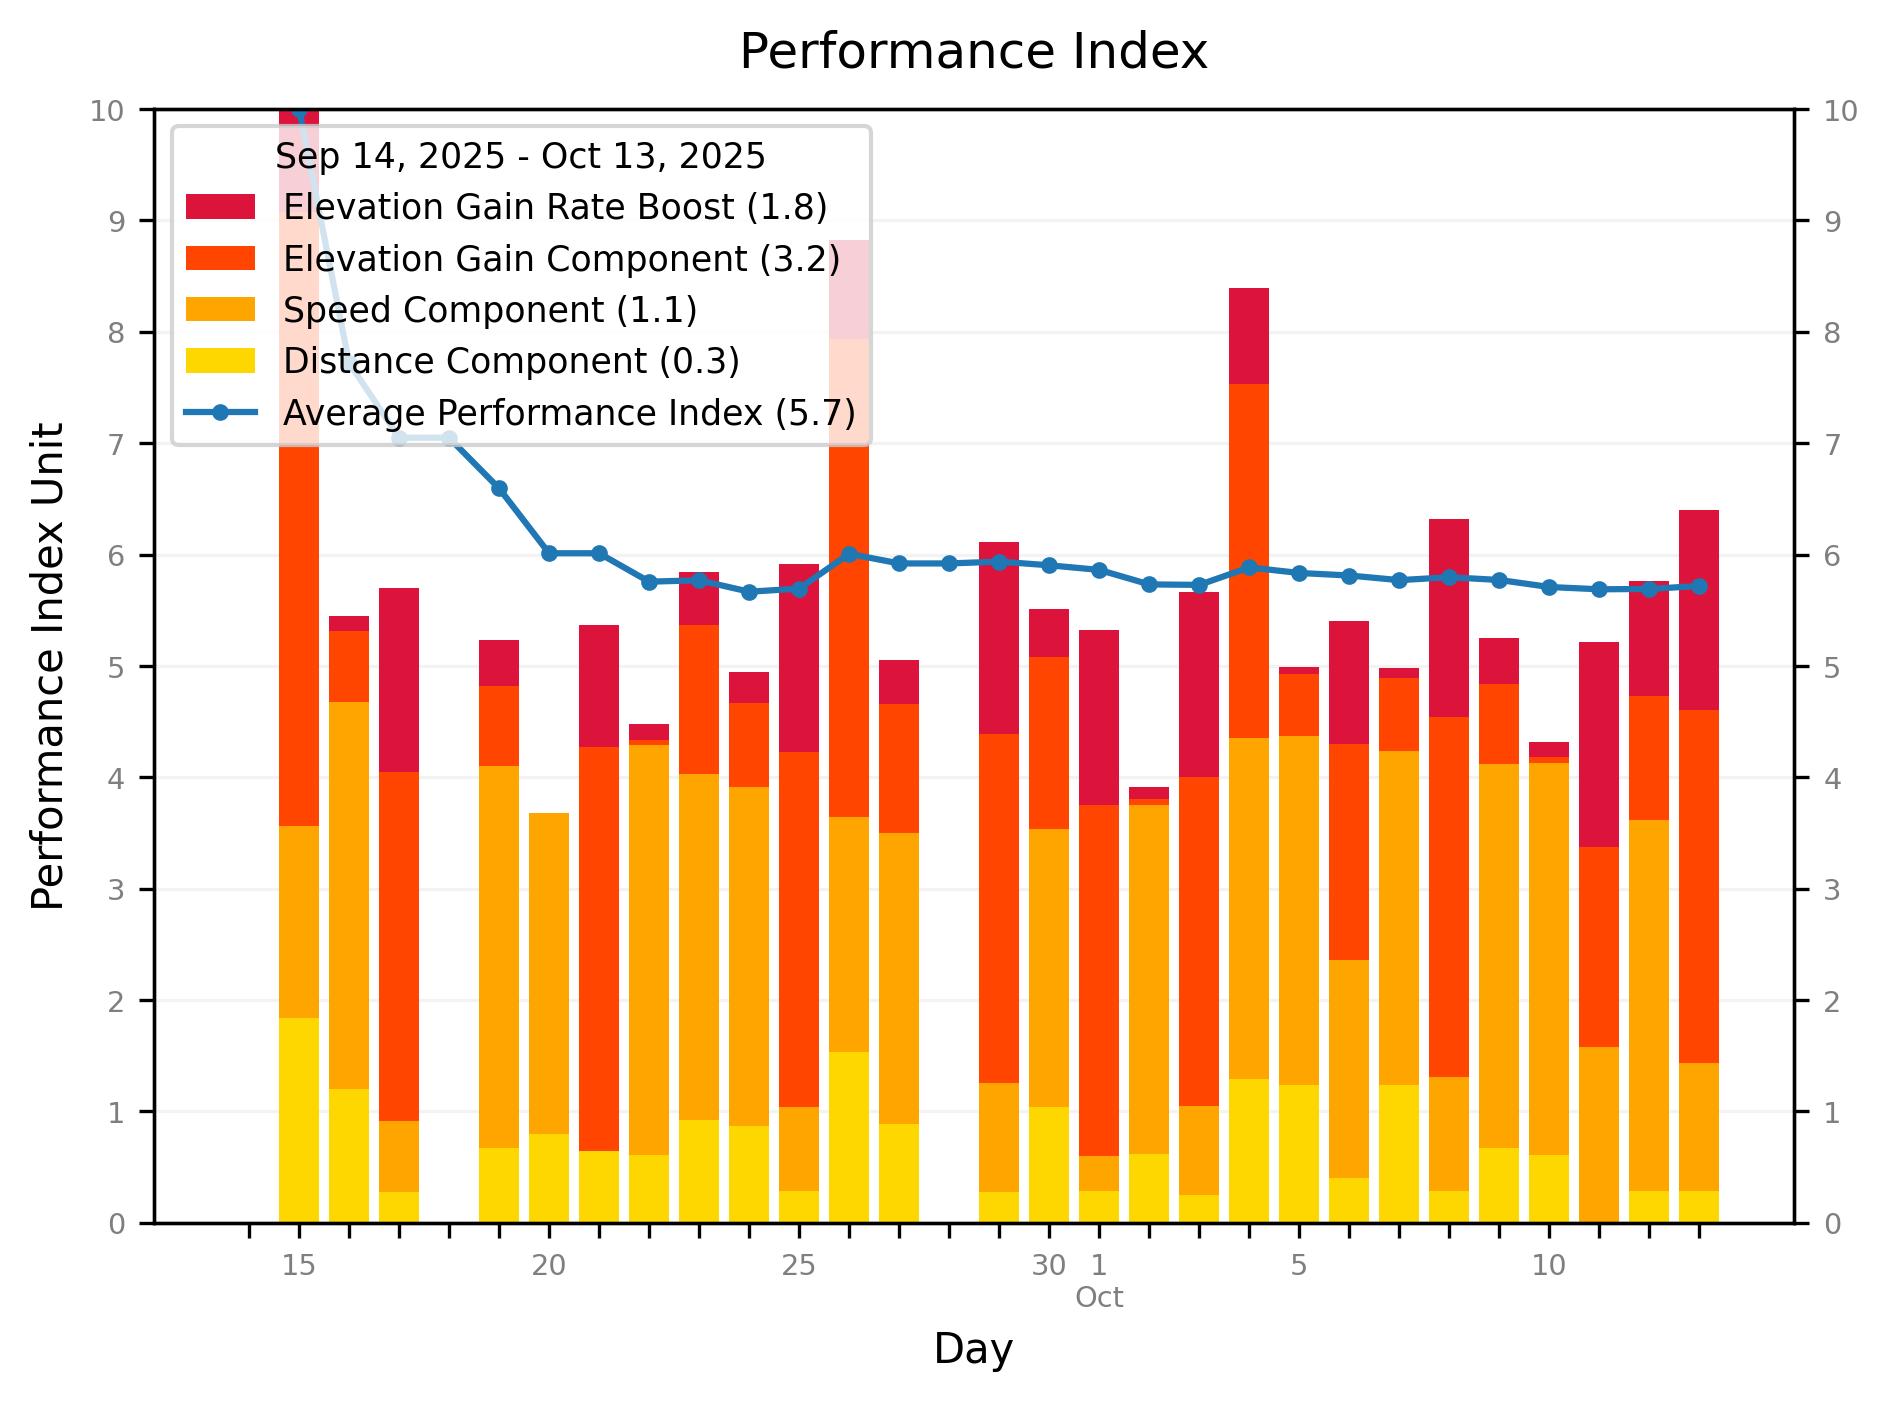 Performance Index
Sep 14, 2025 - Oct 13, 2025
Elevation Gain Rate Boost (1.8)
Elevation Gain Component (3.2)
Speed Component (1.1)
Distance Component (0.3)
Average Performance Index (5.7)
Performance Index Unit
10 10
9 9
8 8
7 7
6 6
5 5
4 4
3 3
2 2
1 1
0 0
15 20 25 30 1 5 10
Oct
Day